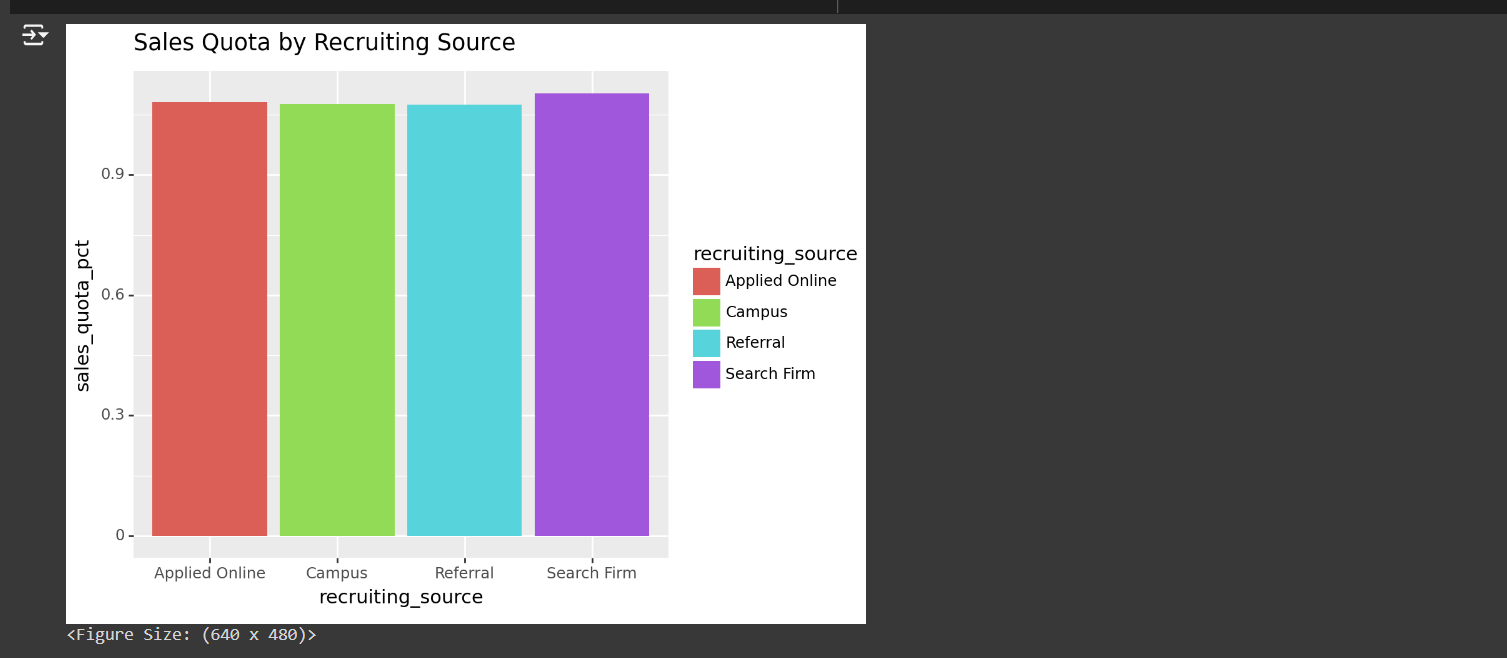 Sales Quota by Recruiting Source
0.9
0.6
0.3
0
sales_quota_pct
Applied Online Campus Referral Search Firm
recruiting_source
recruiting_source
Applied Online
Campus
Referral
Search Firm
<Figure Size: (640 x 480)>